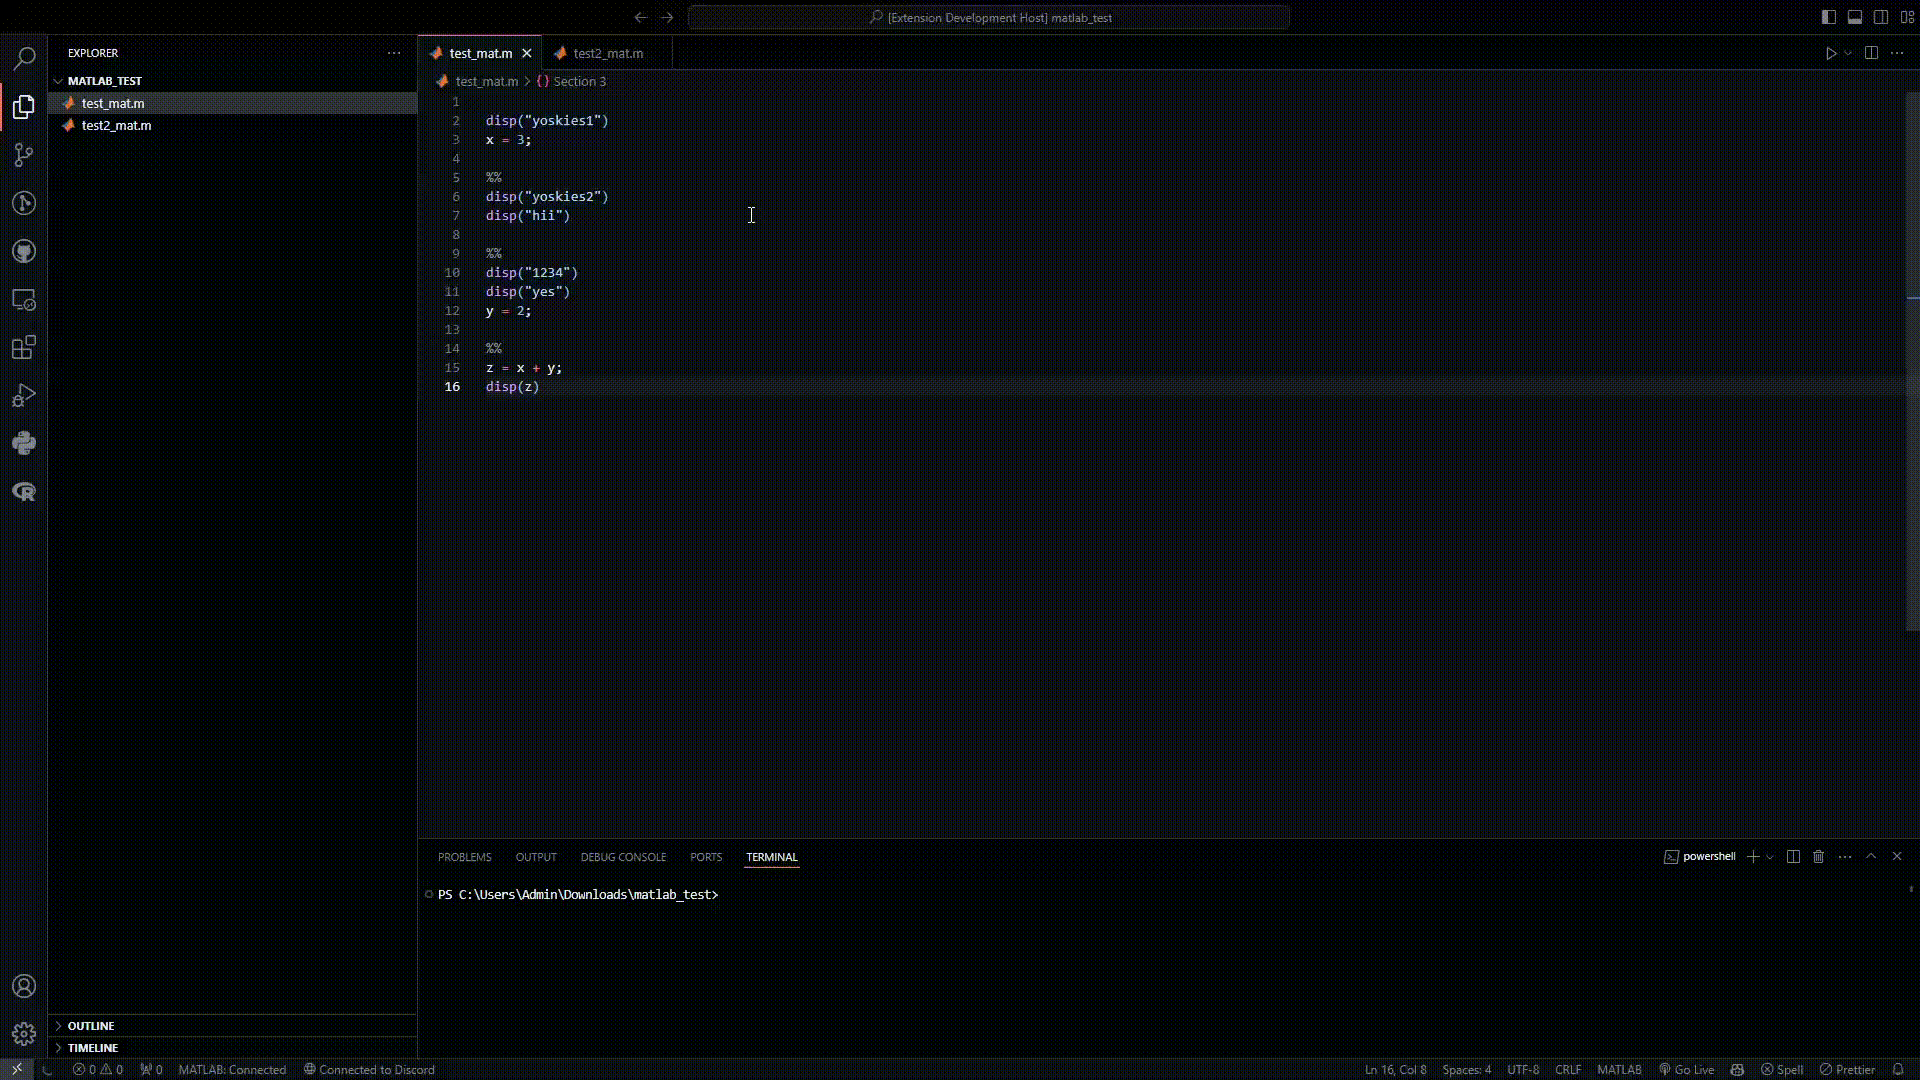 [Extension Development Host] matlab_test
EXPLORER
MATLAB_TEST
test_mat.m
test2_mat.m
test_mat.m
test2_mat.m
test_mat.m > {} Section 3
1
2 disp("yoskies1")
3 x = 3;
4
5 %%
6 disp("yoskies2")
7 disp("hii")
8
9 %%
10 disp("1234")
11 disp("yes")
12 y = 2;
13
14 %%
15 z = x + y;
16 disp(z)
PROBLEMS OUTPUT DEBUG CONSOLE PORTS TERMINAL
powershell
PS C:\Users\Admin\Downloads\matlab_test>
OUTLINE
TIMELINE
0 0 0 MATLAB: Connected Connected to Discord Ln 16, Col 8 Spaces: 4 UTF-8 CRLF MATLAB Go Live Spell Prettier